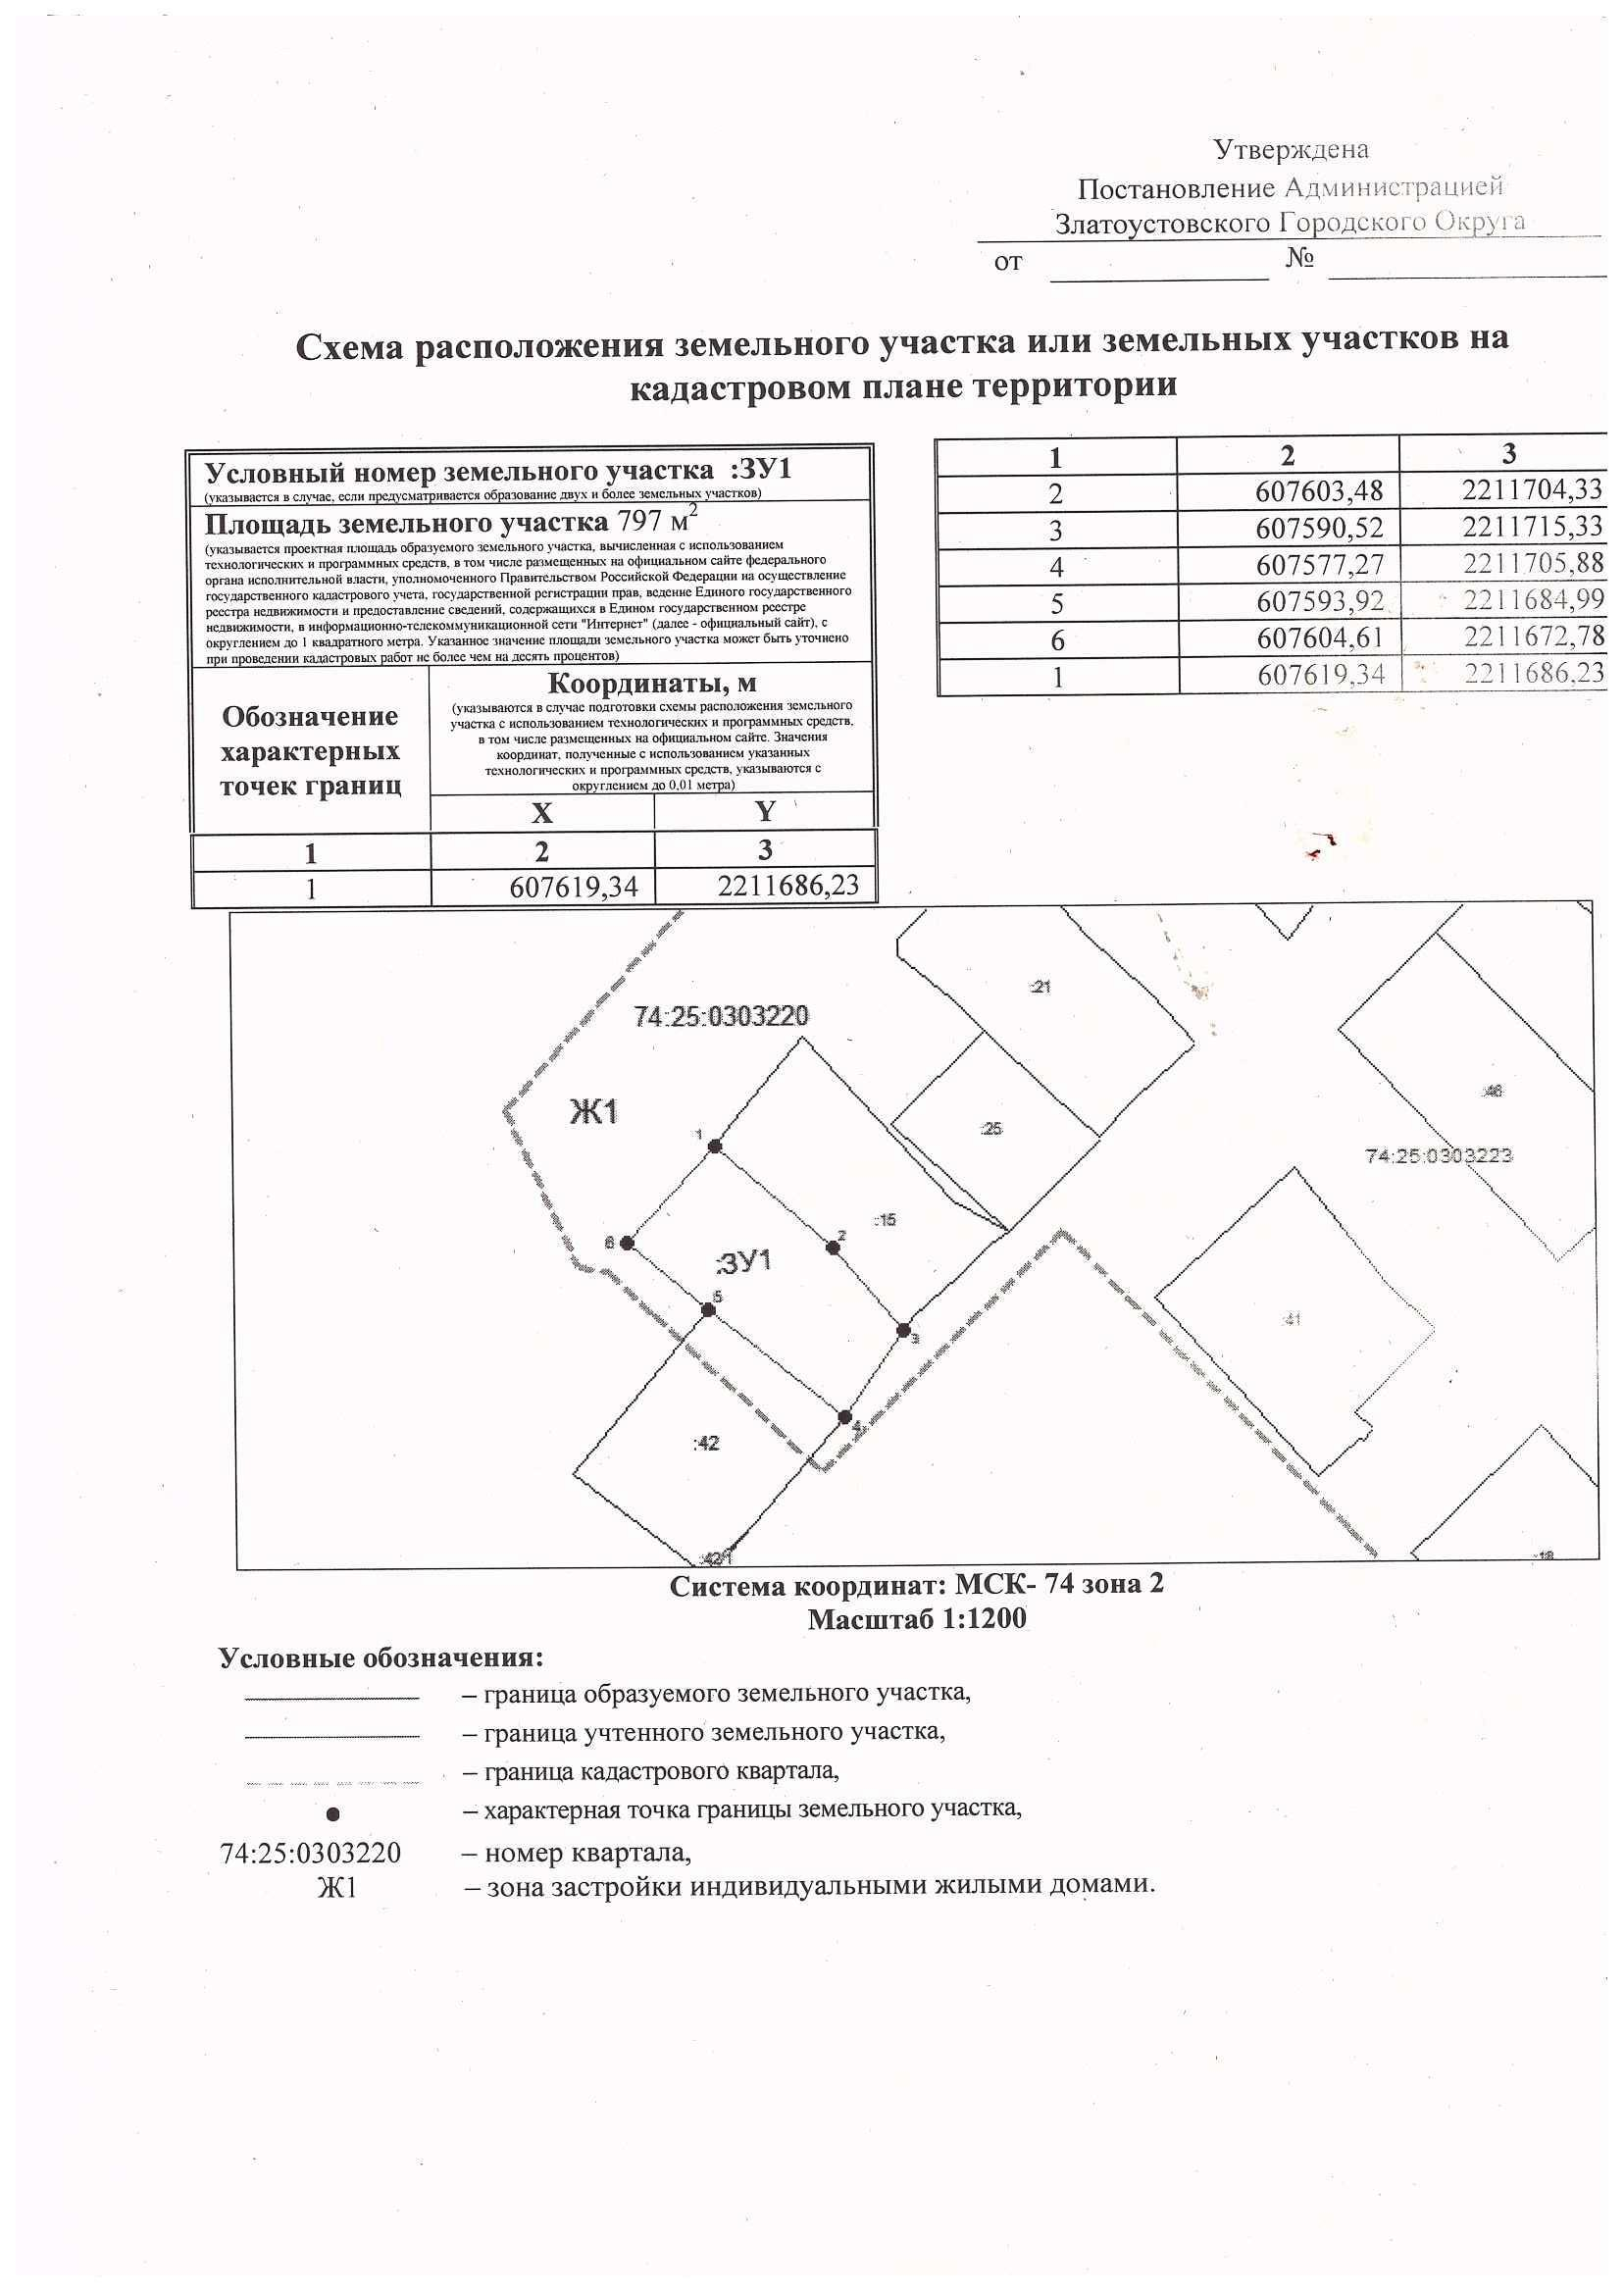 Утверждена
Постановление Администрацией
Златоустовского Городского Округа
от № 
Схема расположения земельного участка или земельных участков на
кадастровом плане территории
Условный номер земельного участка :ЗУ1
(указывается в случае, если предусматривается образование двух и более земельных участков)
Площадь земельного участка 797 м2
(указывается проектная площадь образуемого земельного участка, вычисленная с использованием
технологических и программных средств, в том числе размещенных на официальном сайте федерального
органа исполнительной власти, уполномоченного Правительством Российской Федерации на осуществление
государственного кадастрового учета, государственной регистрации прав, ведение Единого государственного
реестра недвижимости и предоставление сведений, содержащихся в Едином государственном реестре
недвижимости, в информационно-телекоммуникационной сети "Интернет" (далее - официальный сайт), с
округлением до 1 квадратного метра. Указанное значение площади земельного участка может быть уточнено
при проведении кадастровых работ не более чем на десять процентов)
Обозначение
характерных
точек границ
Координаты, м
(указываются в случае подготовки схемы расположения земельного
участка с использованием технологических и программных средств,
в том числе размещенных на официальном сайте. Значения
координат, полученные с использованием указанных
технологических и программных средств, указываются с
округлением до 0,01 метра)
X Y
1 2 3
1 607619,34 2211686,23
1 2 3
2 607603,48 2211704,33
3 607590,52 2211715,33
4 607577,27 2211705,88
5 607593,92 2211684,99
6 607604,61 2211672,78
1 607619,34 2211686,23
:21
74:25:0303220
:46
Ж1
:25
1
74:25:0303223
:15
2
6
:ЗУ1
5
:41
3
4
:42
:42/1
:18
Система координат: МСК- 74 зона 2
Масштаб 1:1200
Условные обозначения:
– граница образуемого земельного участка,
– граница учтенного земельного участка,
– граница кадастрового квартала,
– характерная точка границы земельного участка,
74:25:0303220 – номер квартала,
Ж1 – зона застройки индивидуальными жилыми домами.